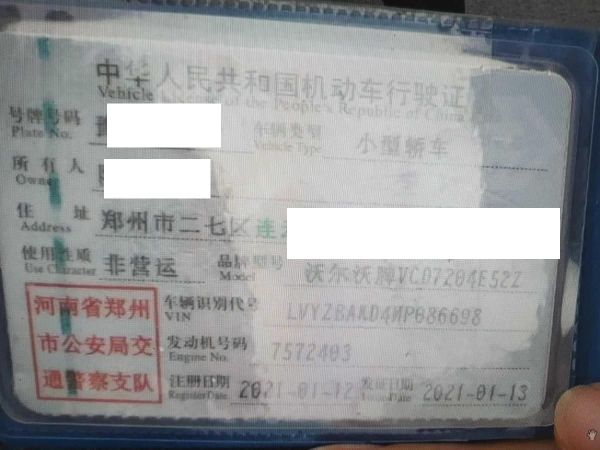 中华人民共和国机动车行驶证
Vehicle of the People's Republic of China
号牌号码 豫 车辆类型 小型轿车
Plate No. Vehicle Type
所有人
Owner
住址 郑州市二七区连
Address
使用性质 非营运 品牌型号 沃尔沃牌VCD7204E52Z
Use Character Model
河南省郑州
市公安局交
通警察支队
车辆识别代号
VIN
发动机号码 7572403
Engine No.
注册日期 2021-01-12 发证日期 2021-01-13
Register Date Issue Date